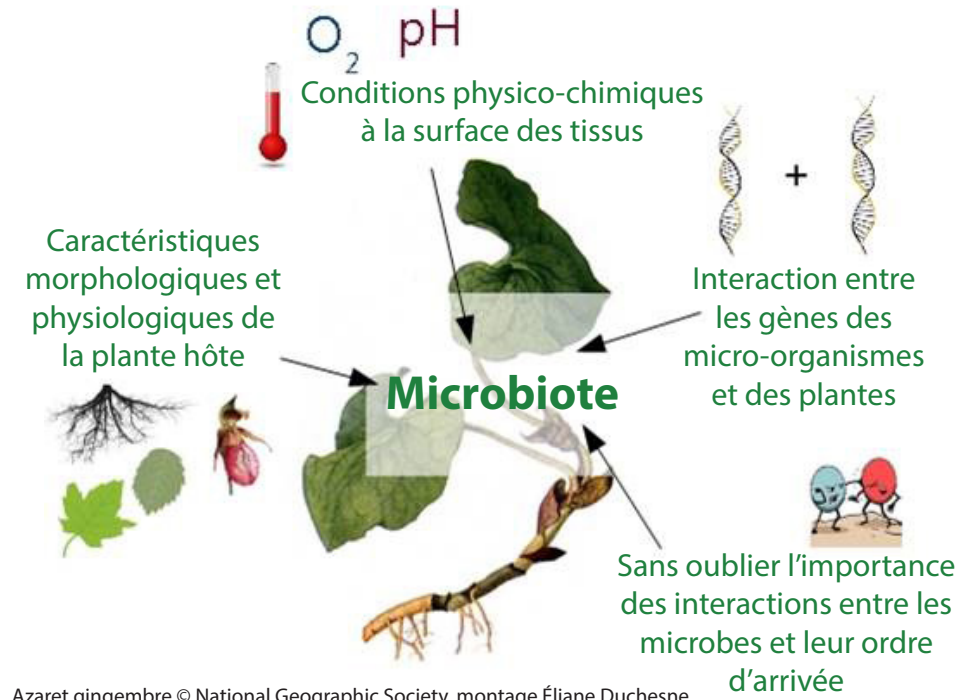 O2 pH
Conditions physico-chimiques
à la surface des tissus
+
Caractéristiques
morphologiques et
physiologiques de
la plante hôte
Interaction entre
les gènes des
micro-organismes
et des plantes
Microbiote
Sans oublier l'importance
des interactions entre les
microbes et leur ordre
d'arrivée
Azaret gingembre © National Geographic Society, montage Éliane Duchesne